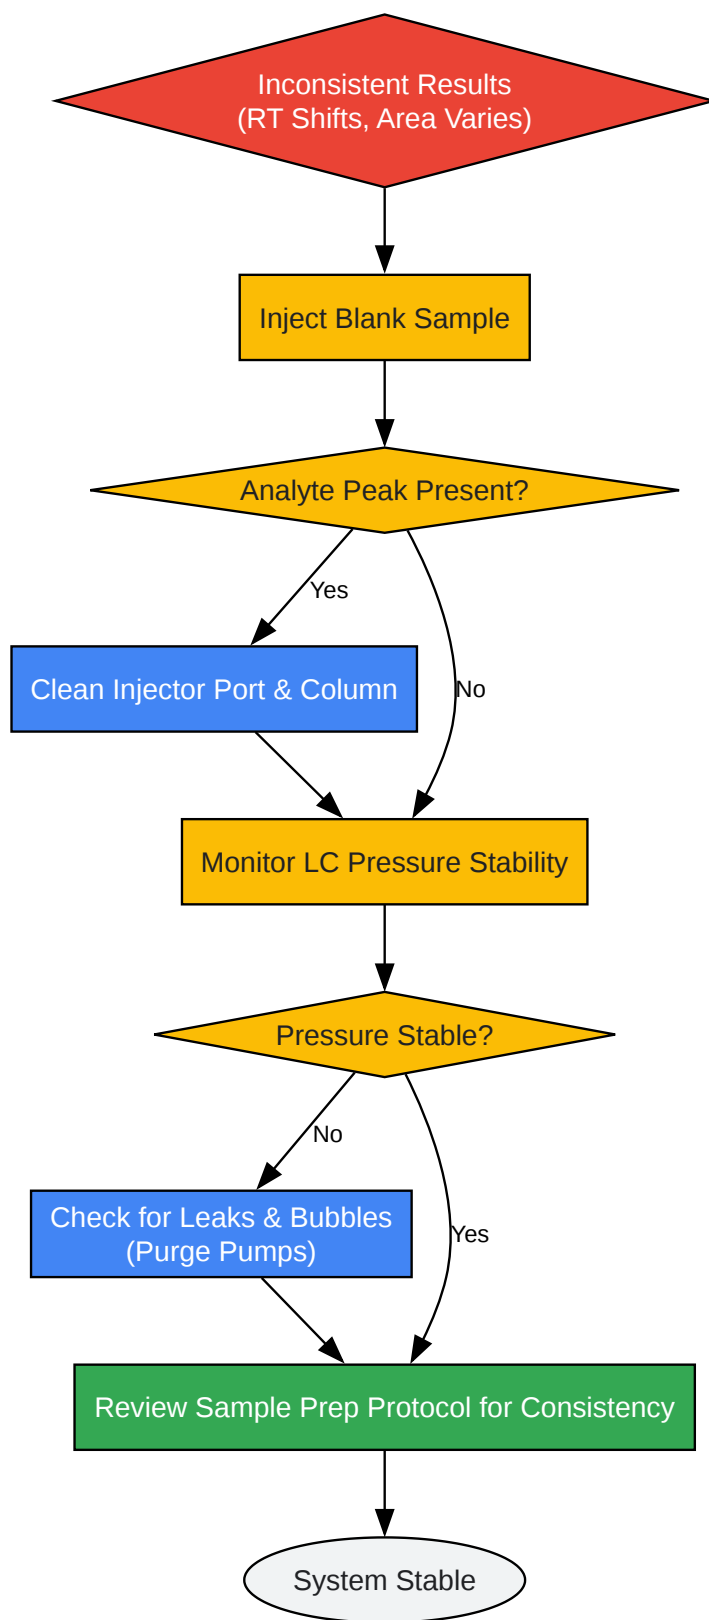 Inconsistent Results
(RT Shifts, Area Varies)
Inject Blank Sample
Analyte Peak Present?
Yes
Clean Injector Port & Column
No
Monitor LC Pressure Stability
Pressure Stable?
No
Check for Leaks & Bubbles
(Purge Pumps)
Yes
Review Sample Prep Protocol for Consistency
System Stable